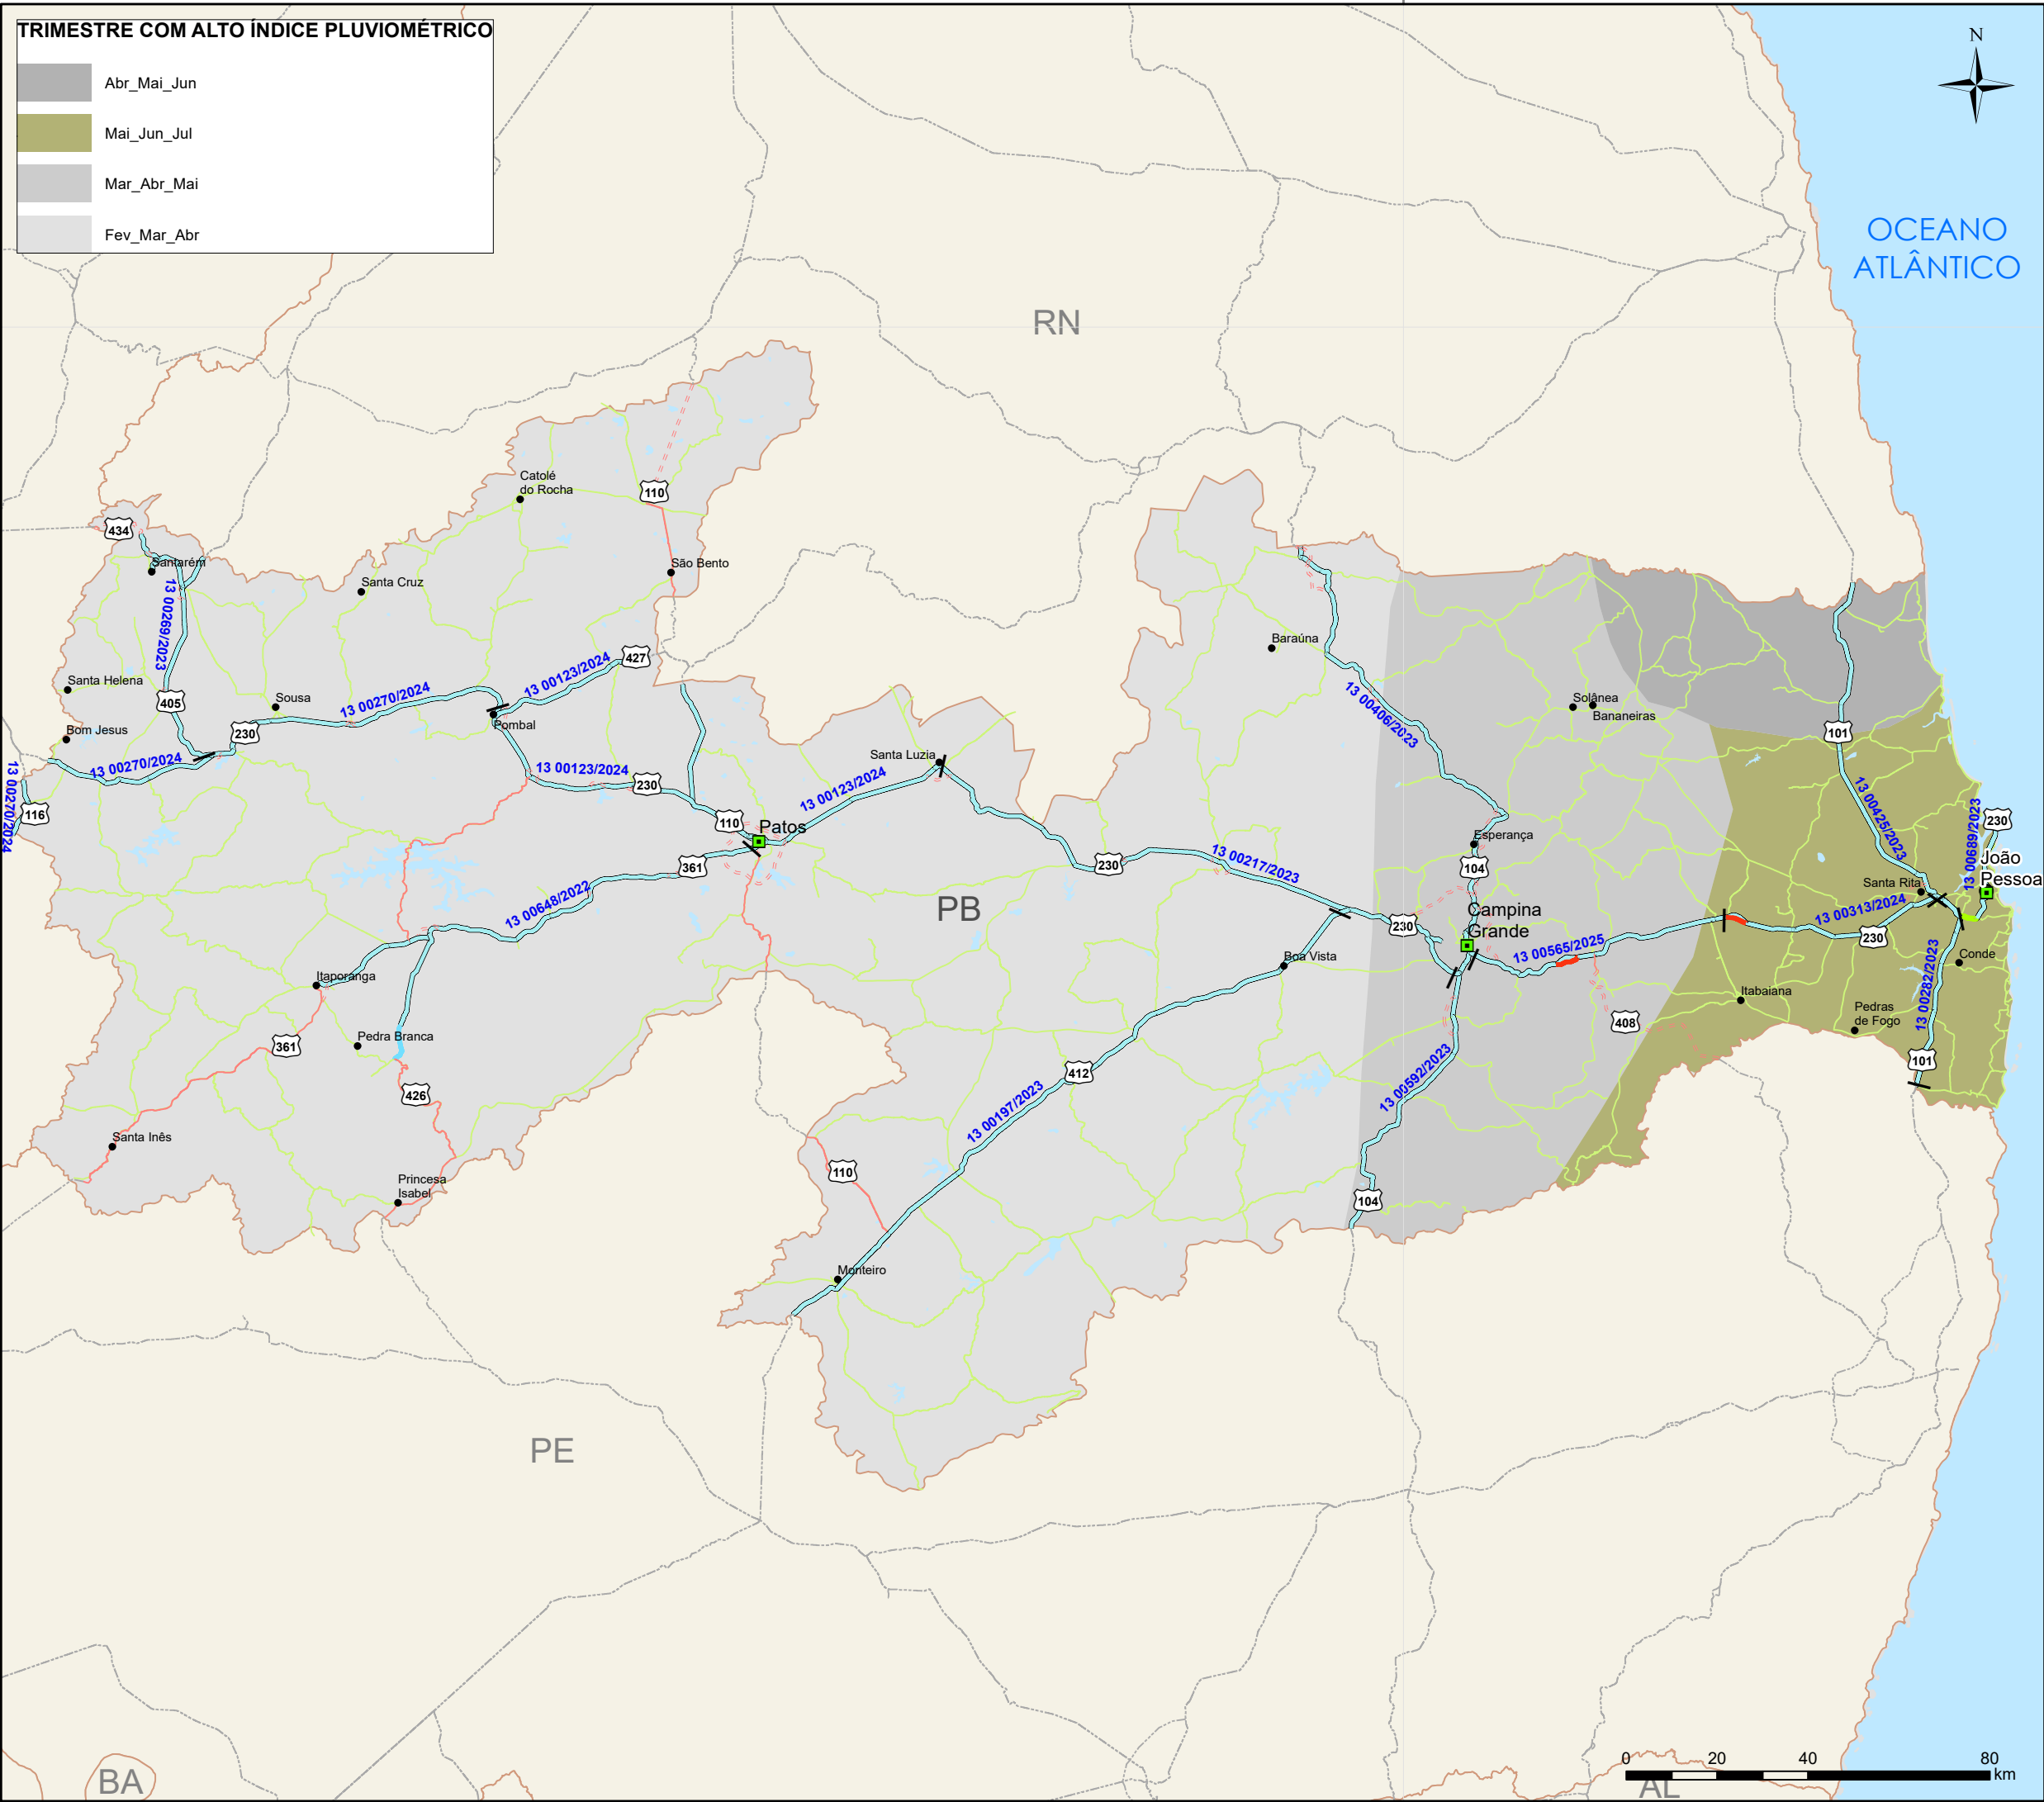 TRIMESTRE COM ALTO ÍNDICE PLUVIOMÉTRICO
Abr_Mai_Jun
Mai_Jun_Jul
Mar_Abr_Mai
Fev_Mar_Abr
N
OCEANO
ATLÂNTICO
RN
Catolé
do Rocha
110
434
Santarém
São Bento
Santa Cruz
13 00269/2023
Baraúna
427
13 00123/2024
Santa Helena
405
Sousa
13 00270/2024
Pombal
13 00406/2023
Solânea
Bananeiras
Bom Jesus
230
101
13 00270/2024
13 00270/2024
116
13 00123/2024
230
Santa Luzia
13 00123/2024
110
Patos
361
230
13 00217/2023
Esperança
104
13 00425/2023
13 00689/2023
230
João
Pessoa
Santa Rita
13 00648/2022
PB
Campina
Grande
230
13 00313/2024
230
13 00565/2025
Boa Vista
Conde
13 00282/2023
Itaporanga
Itabaiana
Pedras
de Fogo
408
361
Pedra Branca
101
426
412
13 00592/2023
13 00197/2023
Santa Inês
110
Princesa
Isabel
104
Monteiro
PE
BA
AL
0 20 40 80
km